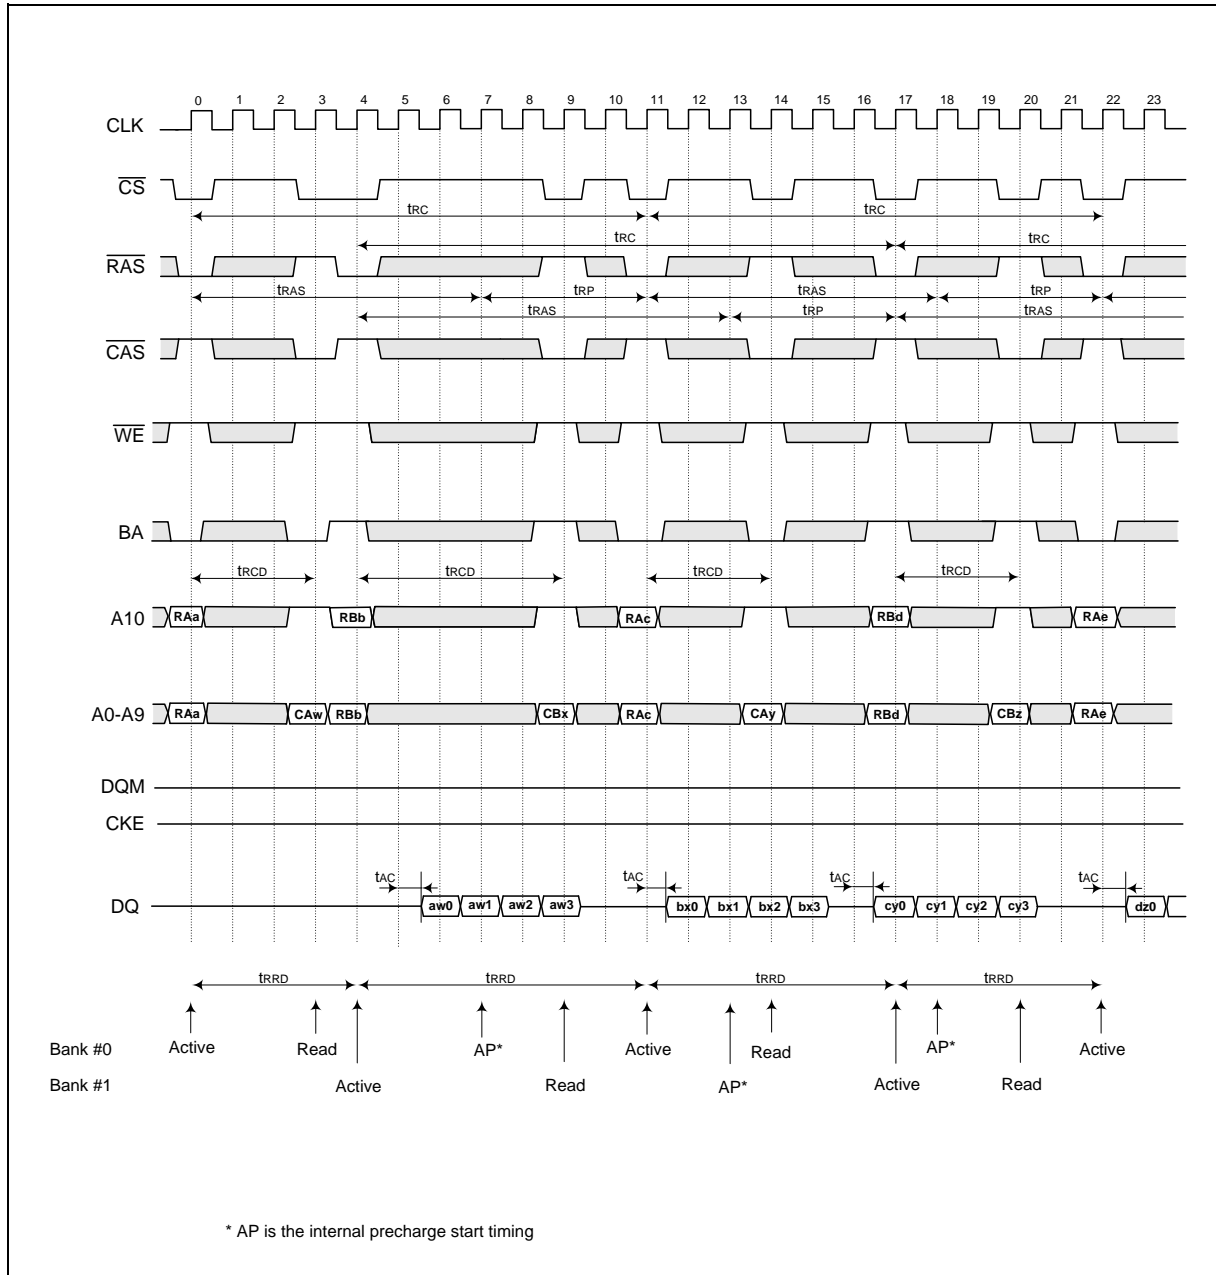 0 1 2 3 4 5 6 7 8 9 10 11 12 13 14 15 16 17 18 19 20 21 22 23
CLK
CS
tRC tRC
tRC tRC
RAS
tRAS tRP tRAS tRP
tRAS tRP tRAS
CAS
WE
BA
tRCD tRCD tRCD tRCD
A10 RAa RBb RAc RBd RAe
A0-A9 RAa CAw RBb CBx RAc CAy RBd CBz RAe
DQM
CKE
tAC tAC tAC tAC
DQ aw0 aw1 aw2 aw3 bx0 bx1 bx2 bx3 cy0 cy1 cy2 cy3 dz0
tRRD tRRD tRRD tRRD
Bank #0 Active Read AP* Active Read AP* Active
Bank #1 Active Read AP* Active Read
* AP is the internal precharge start timing